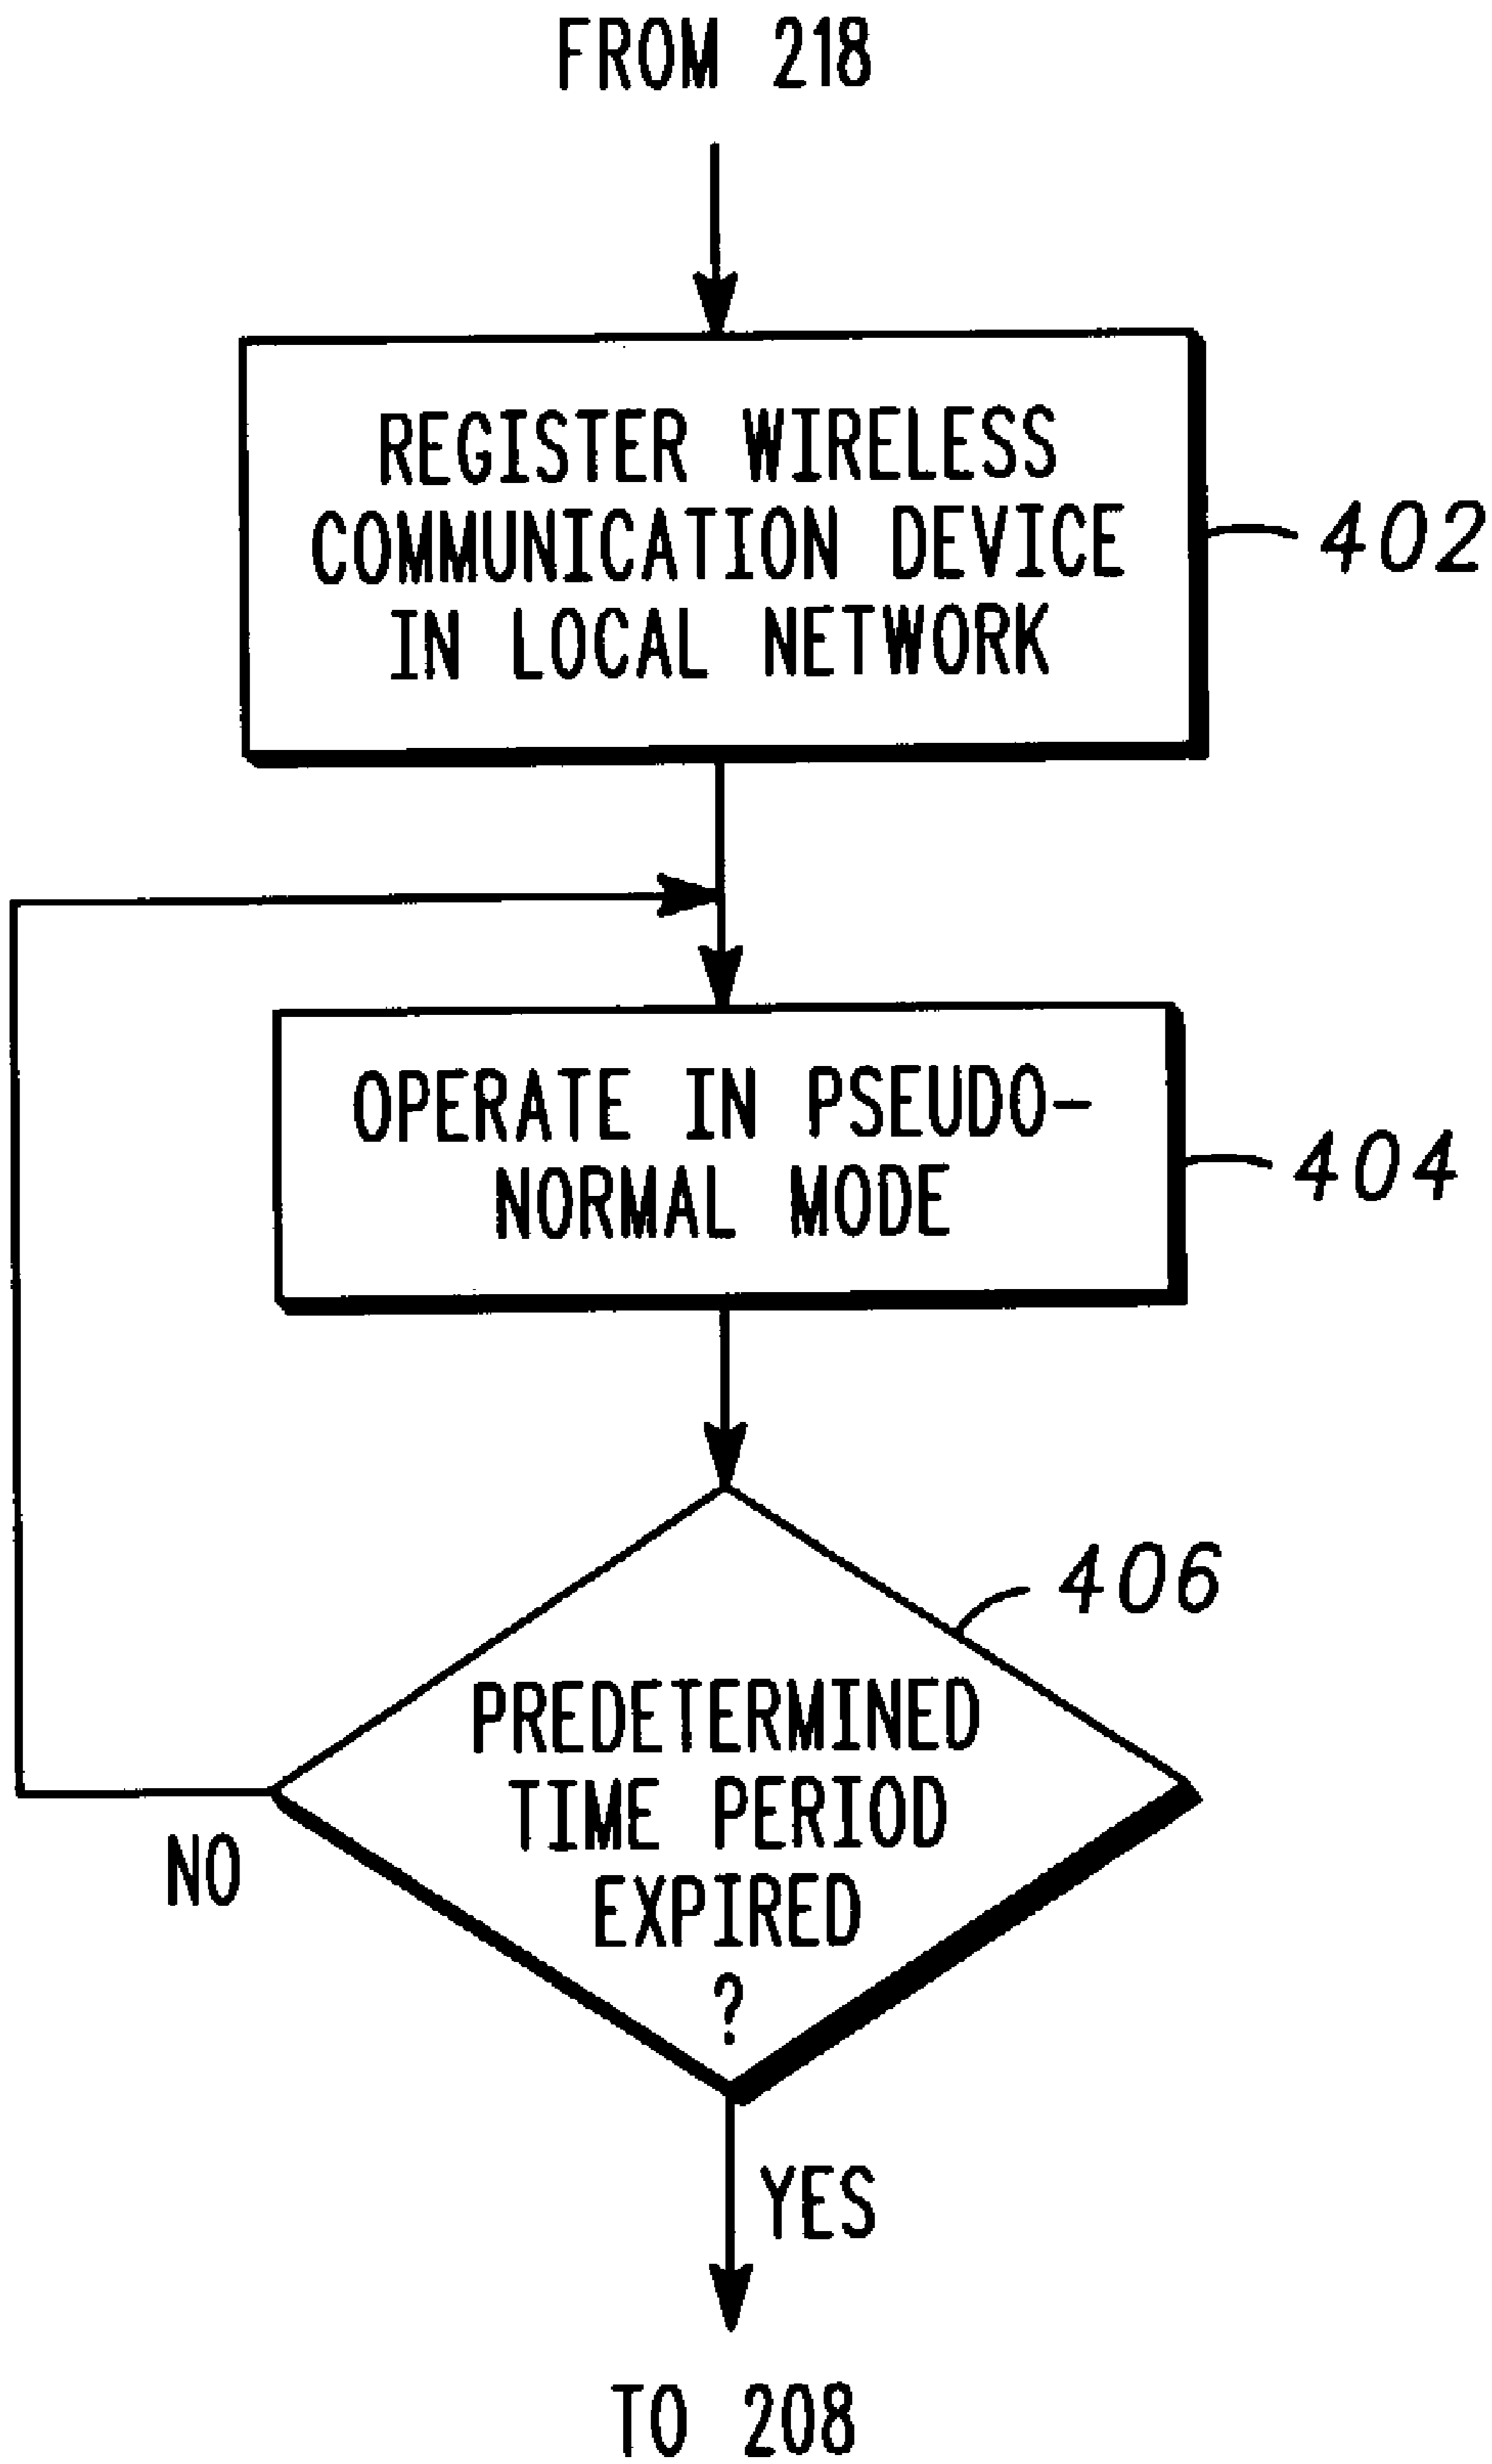 FROM 218
REGISTER WIRELESS
COMMUNICATION DEVICE
IN LOCAL NETWORK
402
OPERATE IN PSEUDO-
NORMAL MODE
404
406
PREDETERMINED
TIME PERIOD
EXPIRED
?
NO
YES
TO 208